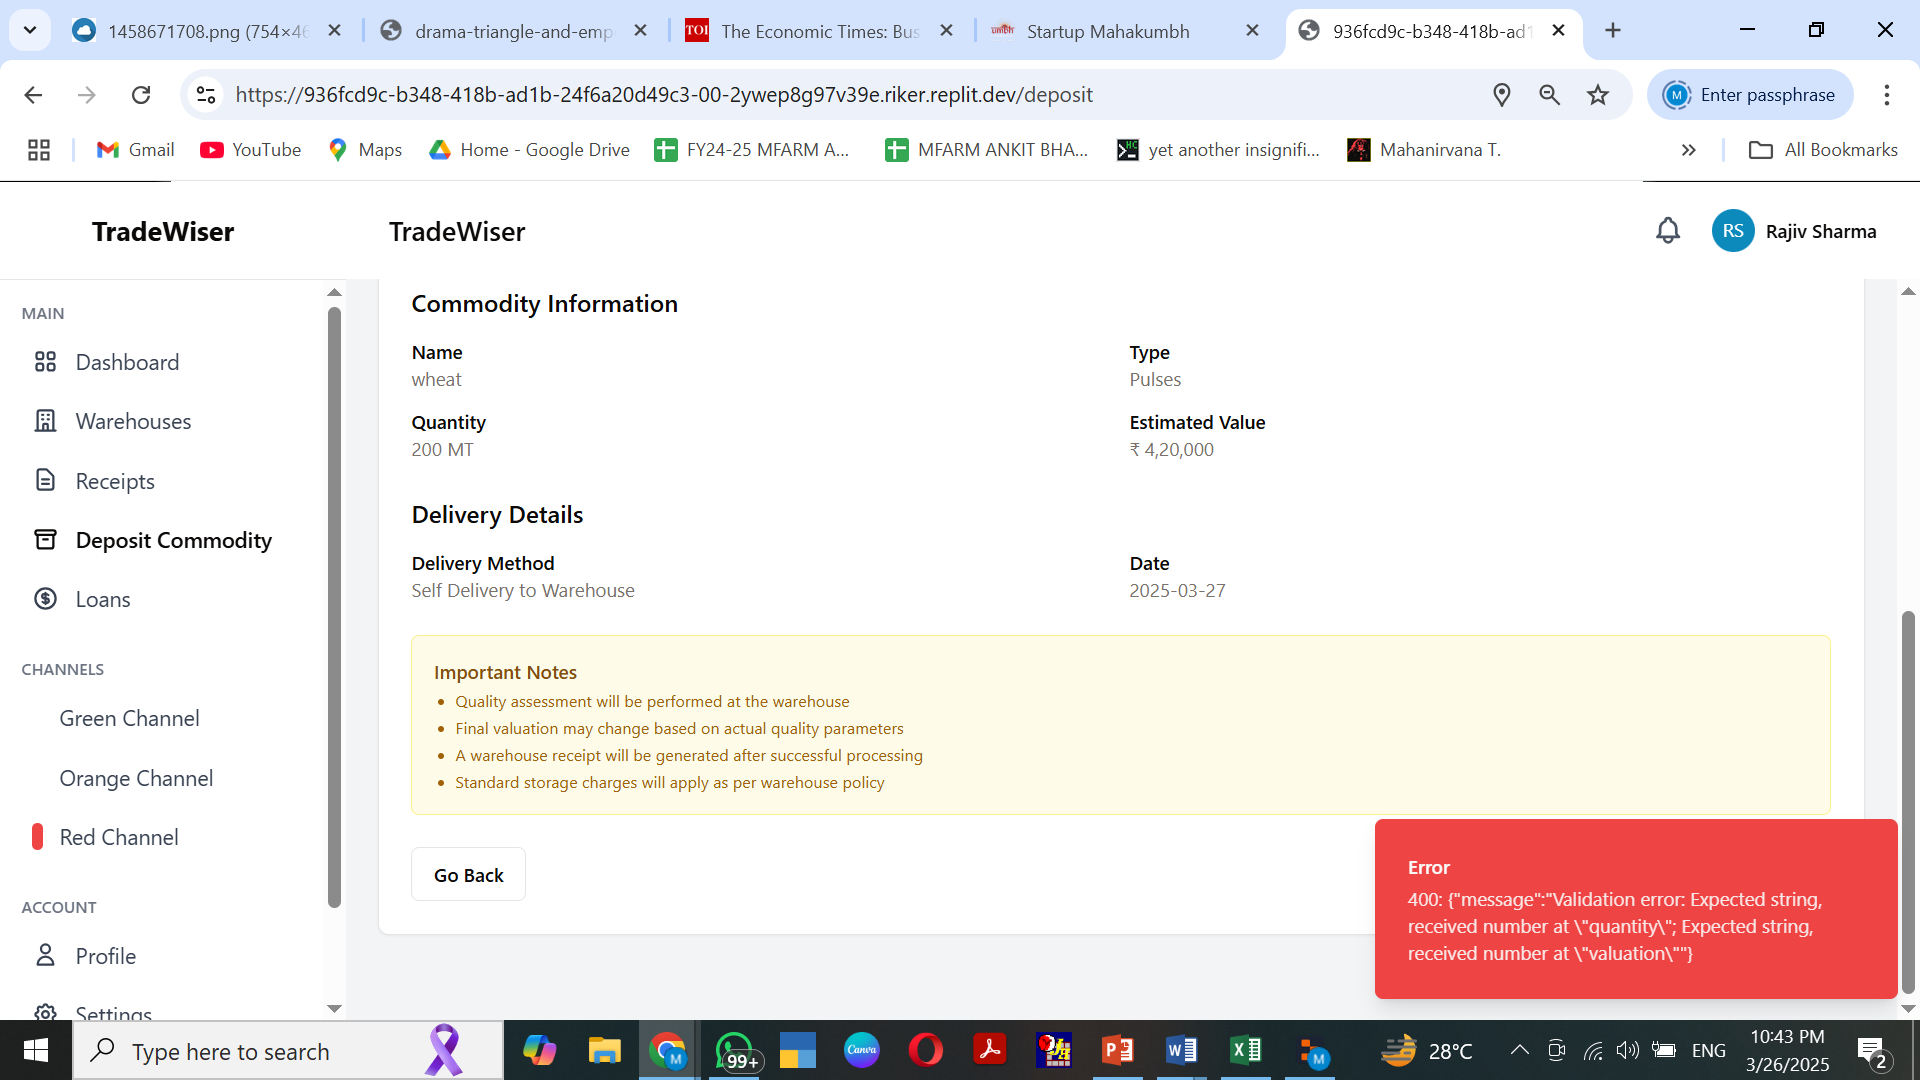 1458671708.png (754×46
drama-triangle-and-emp
TOI
The Economic Times: Bus
Startup Mahakumbh
936fcd9c-b348-418b-ad1
https://936fcd9c-b348-418b-ad1b-24f6a20d49c3-00-2ywep8g97v39e.riker.replit.dev/deposit
M
Enter passphrase
Gmail
YouTube
Maps
Home - Google Drive
FY24-25 MFARM A...
MFARM ANKIT BHA...
HC
yet another insignifi...
Mahanirvana T.
»
All Bookmarks
TradeWiser
TradeWiser
RS
Rajiv Sharma
MAIN
Dashboard
Warehouses
Receipts
Deposit Commodity
Loans
CHANNELS
Green Channel
Orange Channel
Red Channel
ACCOUNT
Profile
Settings
Commodity Information
Name
wheat
Type
Pulses
Quantity
200 MT
Estimated Value
₹ 4,20,000
Delivery Details
Delivery Method
Self Delivery to Warehouse
Date
2025-03-27
Important Notes
• Quality assessment will be performed at the warehouse
• Final valuation may change based on actual quality parameters
• A warehouse receipt will be generated after successful processing
• Standard storage charges will apply as per warehouse policy
Go Back
Error
400: {"message":"Validation error: Expected string,
received number at \"quantity\"; Expected string,
received number at \"valuation\""}
Type here to search
M
99+
Canva
P
W
X
M
28°C
ENG
10:43 PM
3/26/2025
2